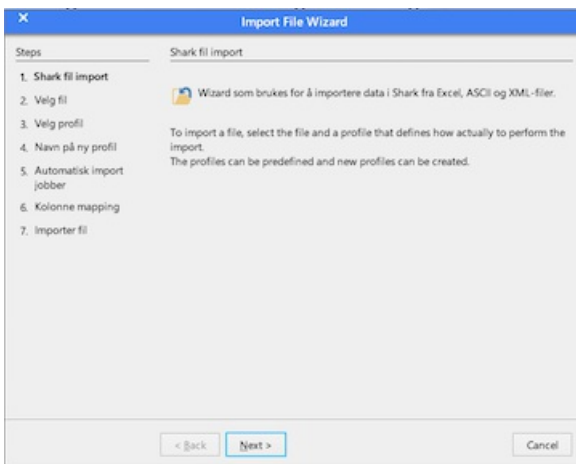 Import File Wizard
Steps
1. Shark fil import
2. Velg fil
3. Velg profil
4. Navn på ny profil
5. Automatisk import
jobber
6. Kolonne mapping
7. Importer fil
Shark fil import
Wizard som brukes for å importere data i Shark fra Excel, ASCII og XML-filer.
To import a file, select the file and a profile that defines how actually to perform the
import.
The profiles can be predefined and new profiles can be created.
< Back
Next >
Cancel